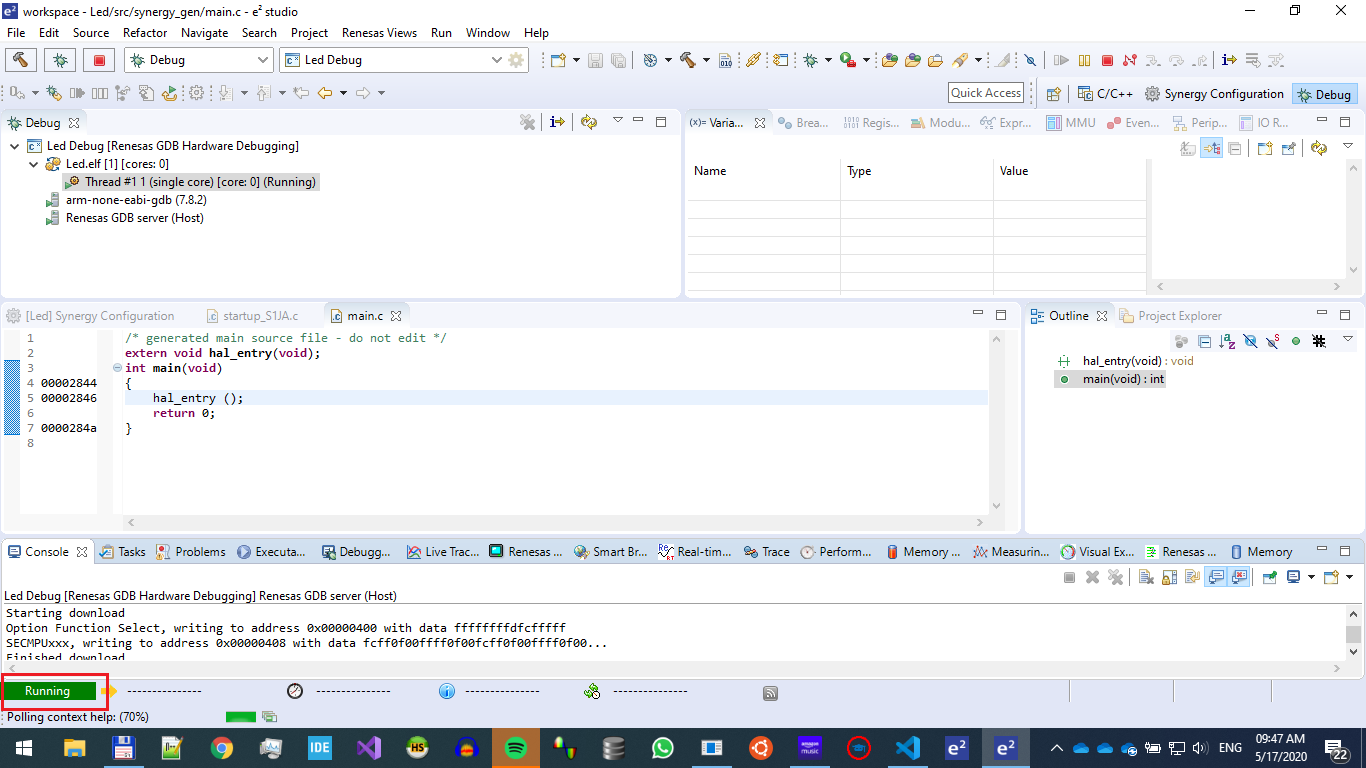 workspace - Led/src/synergy_gen/main.c - e² studio
File Edit Source Refactor Navigate Search Project Renesas Views Run Window Help
Debug Led Debug
Quick Access C/C++ Synergy Configuration Debug
Debug
Led Debug [Renesas GDB Hardware Debugging]
Led.elf [1] [cores: 0]
Thread #1 1 (single core) [core: 0] (Running)
arm-none-eabi-gdb (7.8.2)
Renesas GDB server (Host)
(x)= Varia... Brea... Regis... Modu... Expr... MMU Even... Perip... IO R...
Name Type Value
[Led] Synergy Configuration startup_S1JA.c main.c
1 /* generated main source file - do not edit */
2 extern void hal_entry(void);
3 int main(void)
4 00002844 {
5 00002846 hal_entry ();
6 return 0;
7 0000284a }
8
Outline Project Explorer
hal_entry(void) : void
main(void) : int
Console Tasks Problems Executa... Debugg... Live Trac... Renesas ... Smart Br... Real-tim... Trace Perform... Memory ... Measurin... Visual Ex... Renesas ... Memory
Led Debug [Renesas GDB Hardware Debugging] Renesas GDB server (Host)
Starting download
Option Function Select, writing to address 0x00000400 with data ffffffffdfcfffff
SECMPUxxx, writing to address 0x00000408 with data fcff0f00ffff0f00fcff0f00ffff0f00...
Finished download
Running
Polling context help: (70%)
IDE HS amazon music e² e² ENG 09:47 AM
5/17/2020 22